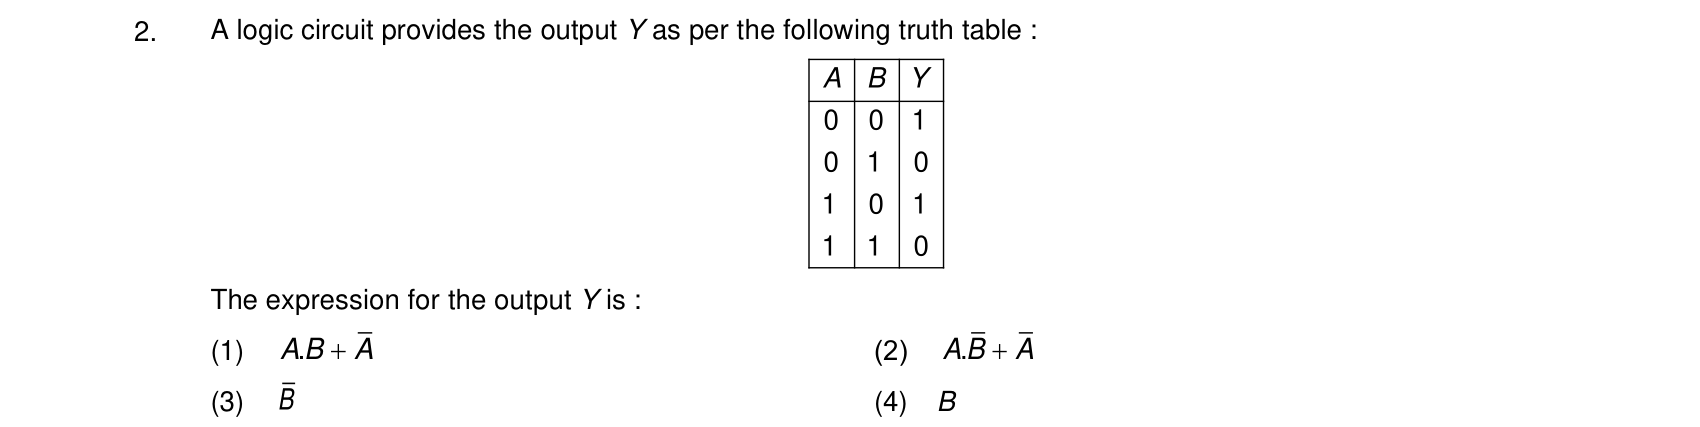 2. A logic circuit provides the output Y as per the following truth table :
A B Y
0 0 1
0 1 0
1 0 1
1 1 0
The expression for the output Y is :
(1) A.B + A̅ (2) A.B̅ + A̅
(3) B̅ (4) B